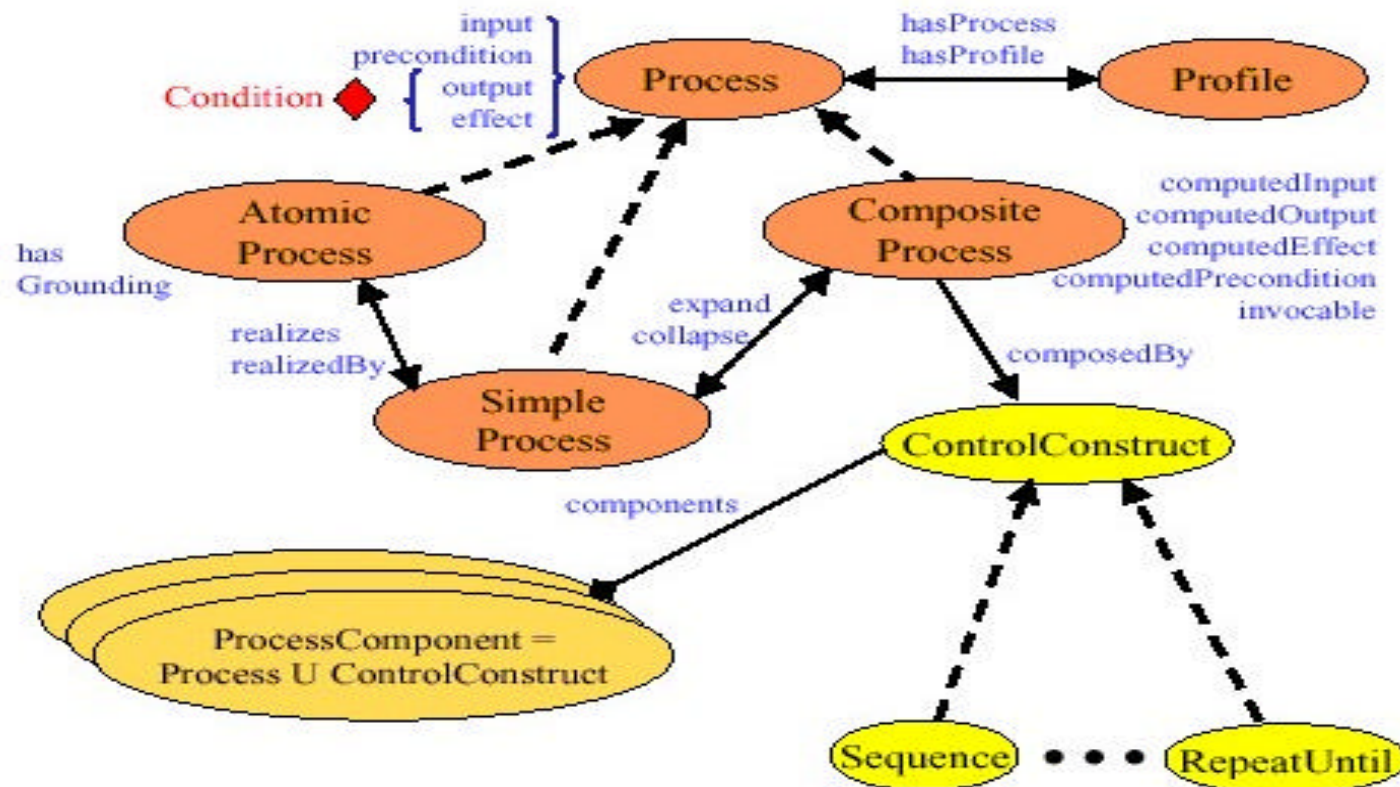 input
precondition
output
effect
Condition
Process
hasProcess
hasProfile
Profile
Atomic
Process
has
Grounding
Composite
Process
computedInput
computedOutput
computedEffect
computedPrecondition
invocable
realizes
realizedBy
expand
collapse
composedBy
Simple
Process
ControlConstruct
components
ProcessComponent =
Process U ControlConstruct
Sequence
RepeatUntil